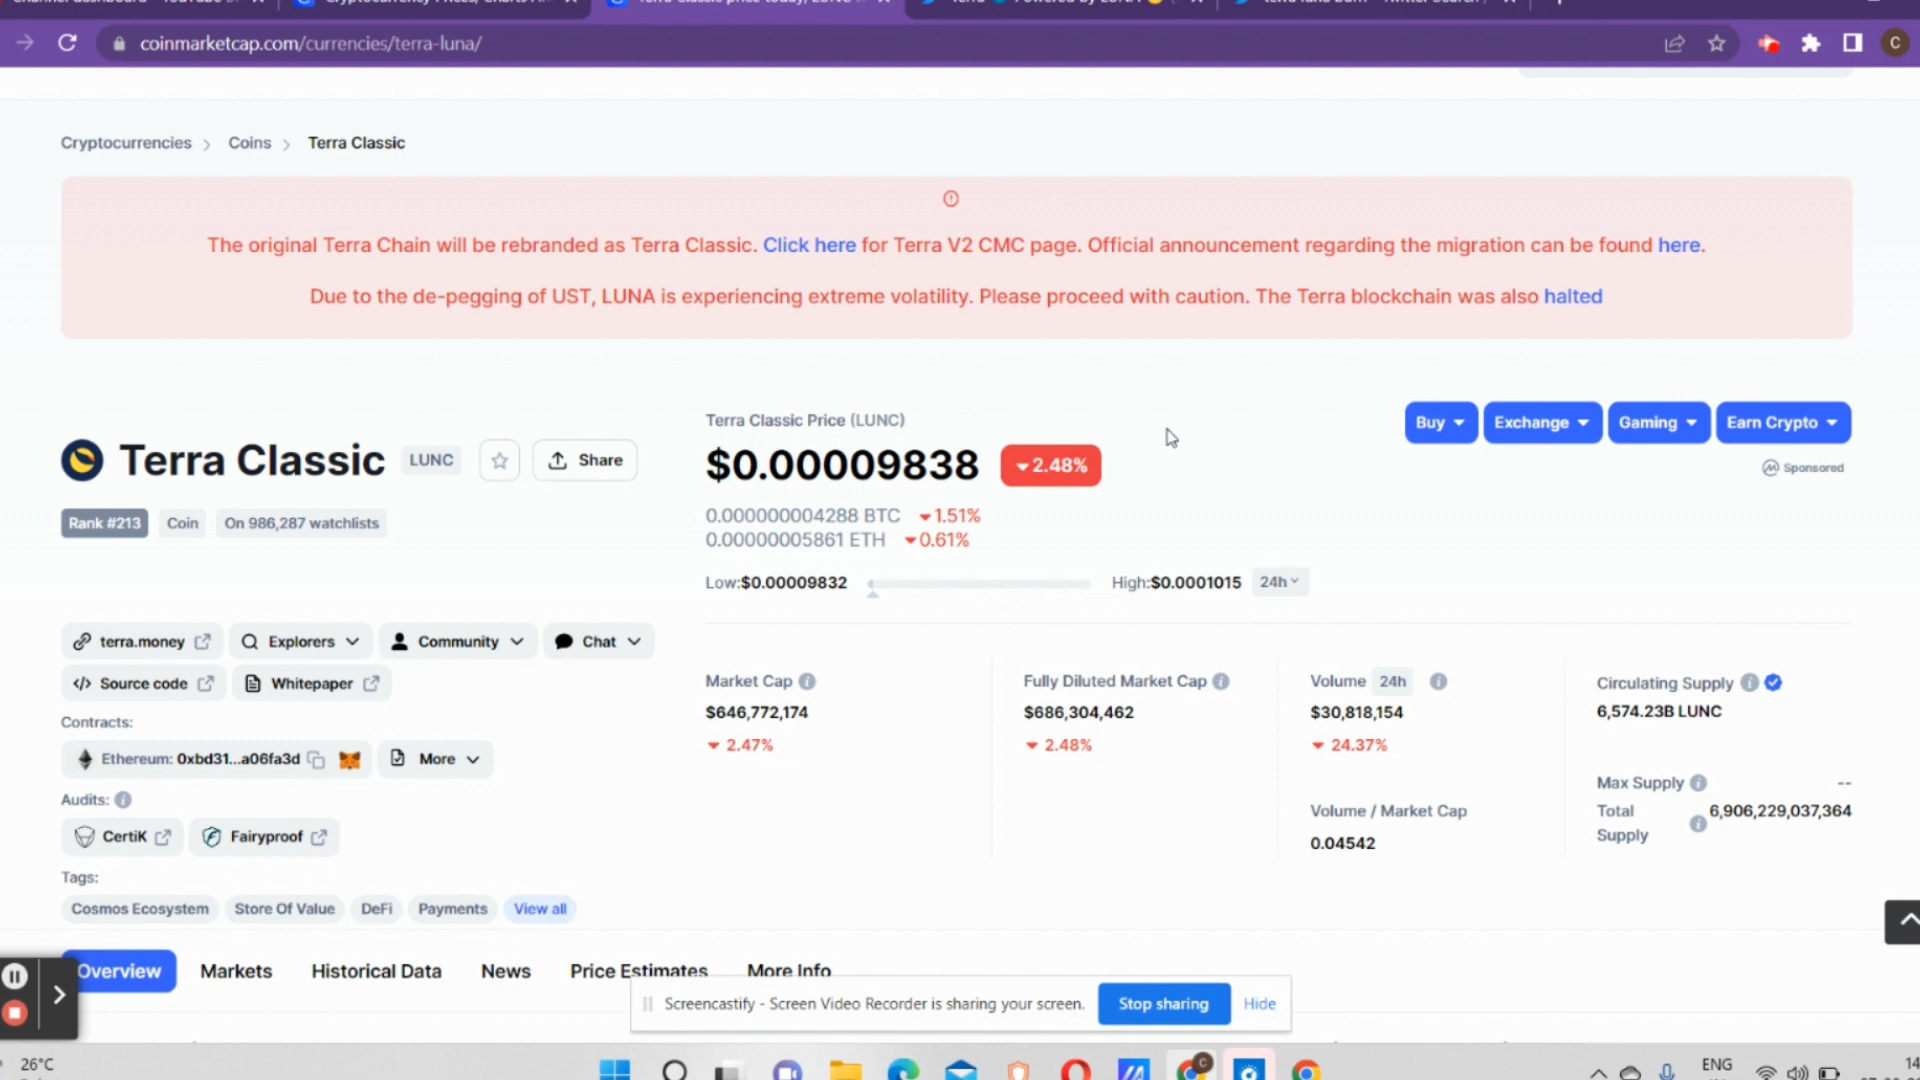 coinmarketcap.com/currencies/terra-luna/
C
Cryptocurrencies > Coins > Terra Classic
The original Terra Chain will be rebranded as Terra Classic. Click here for Terra V2 CMC page. Official announcement regarding the migration can be found here.
Due to the de-pegging of UST, LUNA is experiencing extreme volatility. Please proceed with caution. The Terra blockchain was also halted
Terra Classic LUNC Share
Rank #213 Coin On 986,287 watchlists
Terra Classic Price (LUNC)
$0.00009838 2.48%
0.000000004288 BTC 1.51%
0.00000005861 ETH 0.61%
Low:$0.00009832 High:$0.0001015 24h
Buy Exchange Gaming Earn Crypto
Sponsored
terra.money Explorers Community Chat
Source code Whitepaper
Contracts:
Ethereum: 0xbd31...a06fa3d More
Audits:
CertiK Fairyproof
Tags:
Cosmos Ecosystem Store Of Value DeFi Payments View all
Market Cap
$646,772,174
2.47%
Fully Diluted Market Cap
$686,304,462
2.48%
Volume 24h
$30,818,154
24.37%
Volume / Market Cap
0.04542
Circulating Supply
6,574.23B LUNC
Max Supply --
Total Supply 6,906,229,037,364
Overview Markets Historical Data News Price Estimates More Info
Screencastify - Screen Video Recorder is sharing your screen. Stop sharing Hide
26°C
ENG